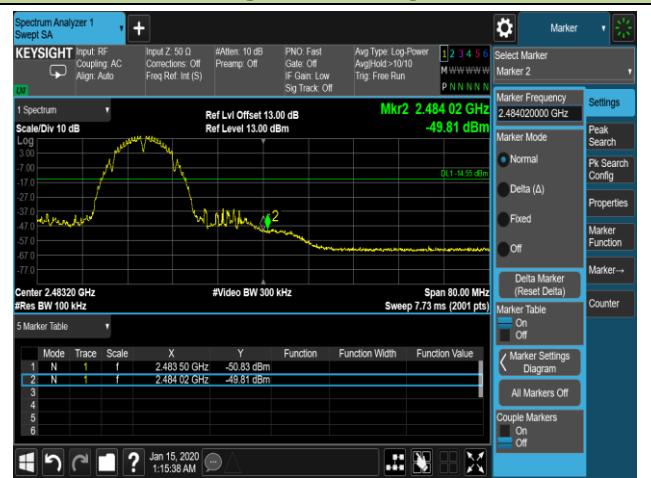 Spectrum Analyzer 1
Swept SA
Marker
KEYSIGHT
Input: RF
Coupling: AC
Align: Auto
Input Z: 50 Ω
Corrections: Off
Freq Ref: Int (S)
#Atten: 10 dB
Preamp: Off
PNO: Fast
Gate: Off
IF Gain: Low
Sig Track: Off
Avg Type: Log-Power
Avg|Hold:>10/10
Trig: Free Run
1 2 3 4 5 6
M W W W W W
P N N N N N
LXI
Select Marker
Marker 2
1 Spectrum
Scale/Div 10 dB
Log
Ref Lvl Offset 13.00 dB
Ref Level 13.00 dBm
Mkr2 2.484 02 GHz
-49.81 dBm
3.00
-7.00
-17.0
-27.0
-37.0
-47.0
-57.0
-67.0
-77.0
DL1 -14.55 dBm
2
Center 2.48320 GHz
#Res BW 100 kHz
#Video BW 300 kHz
Span 80.00 MHz
Sweep 7.73 ms (2001 pts)
5 Marker Table
Mode Trace Scale X Y Function Function Width Function Value
1 N 1 f 2.483 50 GHz -50.83 dBm
2 N 1 f 2.484 02 GHz -49.81 dBm
3
4
5
6
Marker Frequency
2.484020000 GHz
Marker Mode
Normal
Delta (Δ)
Fixed
Off
Delta Marker
(Reset Delta)
Marker Table
On
Off
Marker Settings
Diagram
All Markers Off
Couple Markers
On
Off
Settings
Peak
Search
Pk Search
Config
Properties
Marker
Function
Marker→
Counter
?
Jan 15, 2020
1:15:38 AM